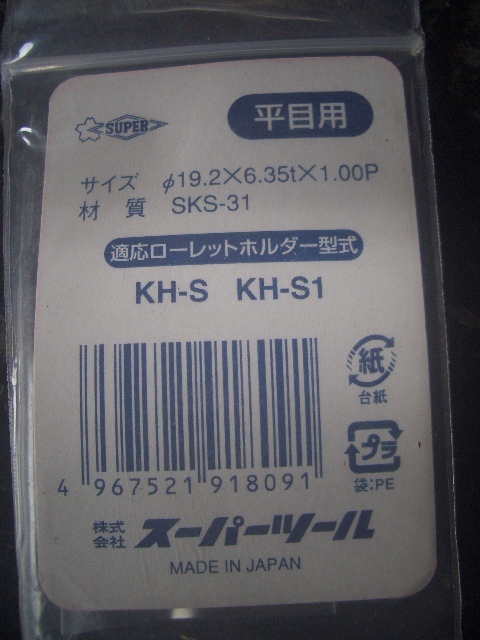 SUPER
平目用
サイズ φ19.2×6.35t×1.00P
材質 SKS-31
適応ローレットホルダー型式
KH-S KH-S1
紙
台紙
プラ
袋:PE
4 967521 918091
株式会社 スーパーツール
MADE IN JAPAN